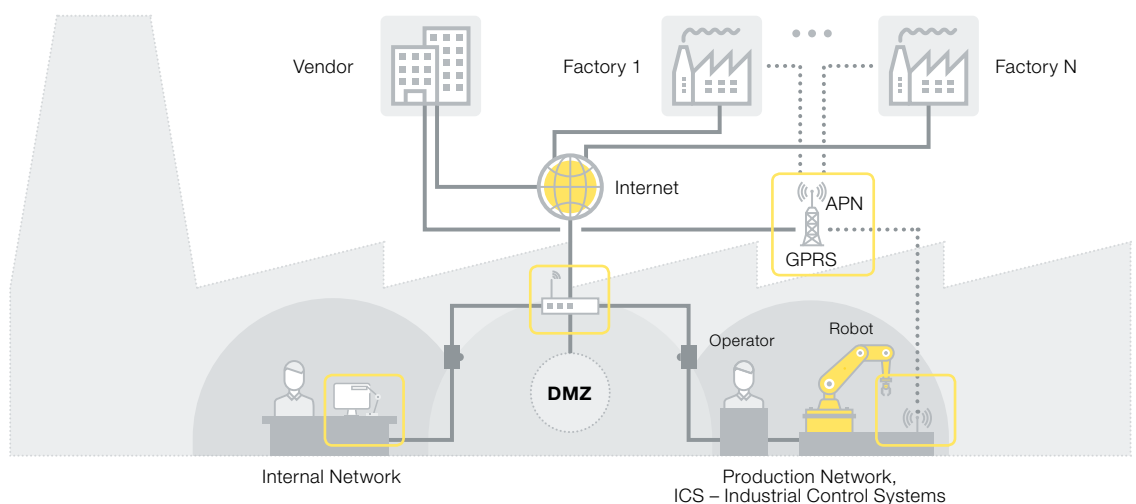 Vendor
Factory 1
Factory N
Internet
APN
GPRS
Operator
Robot
DMZ
Internal Network
Production Network,
ICS – Industrial Control Systems